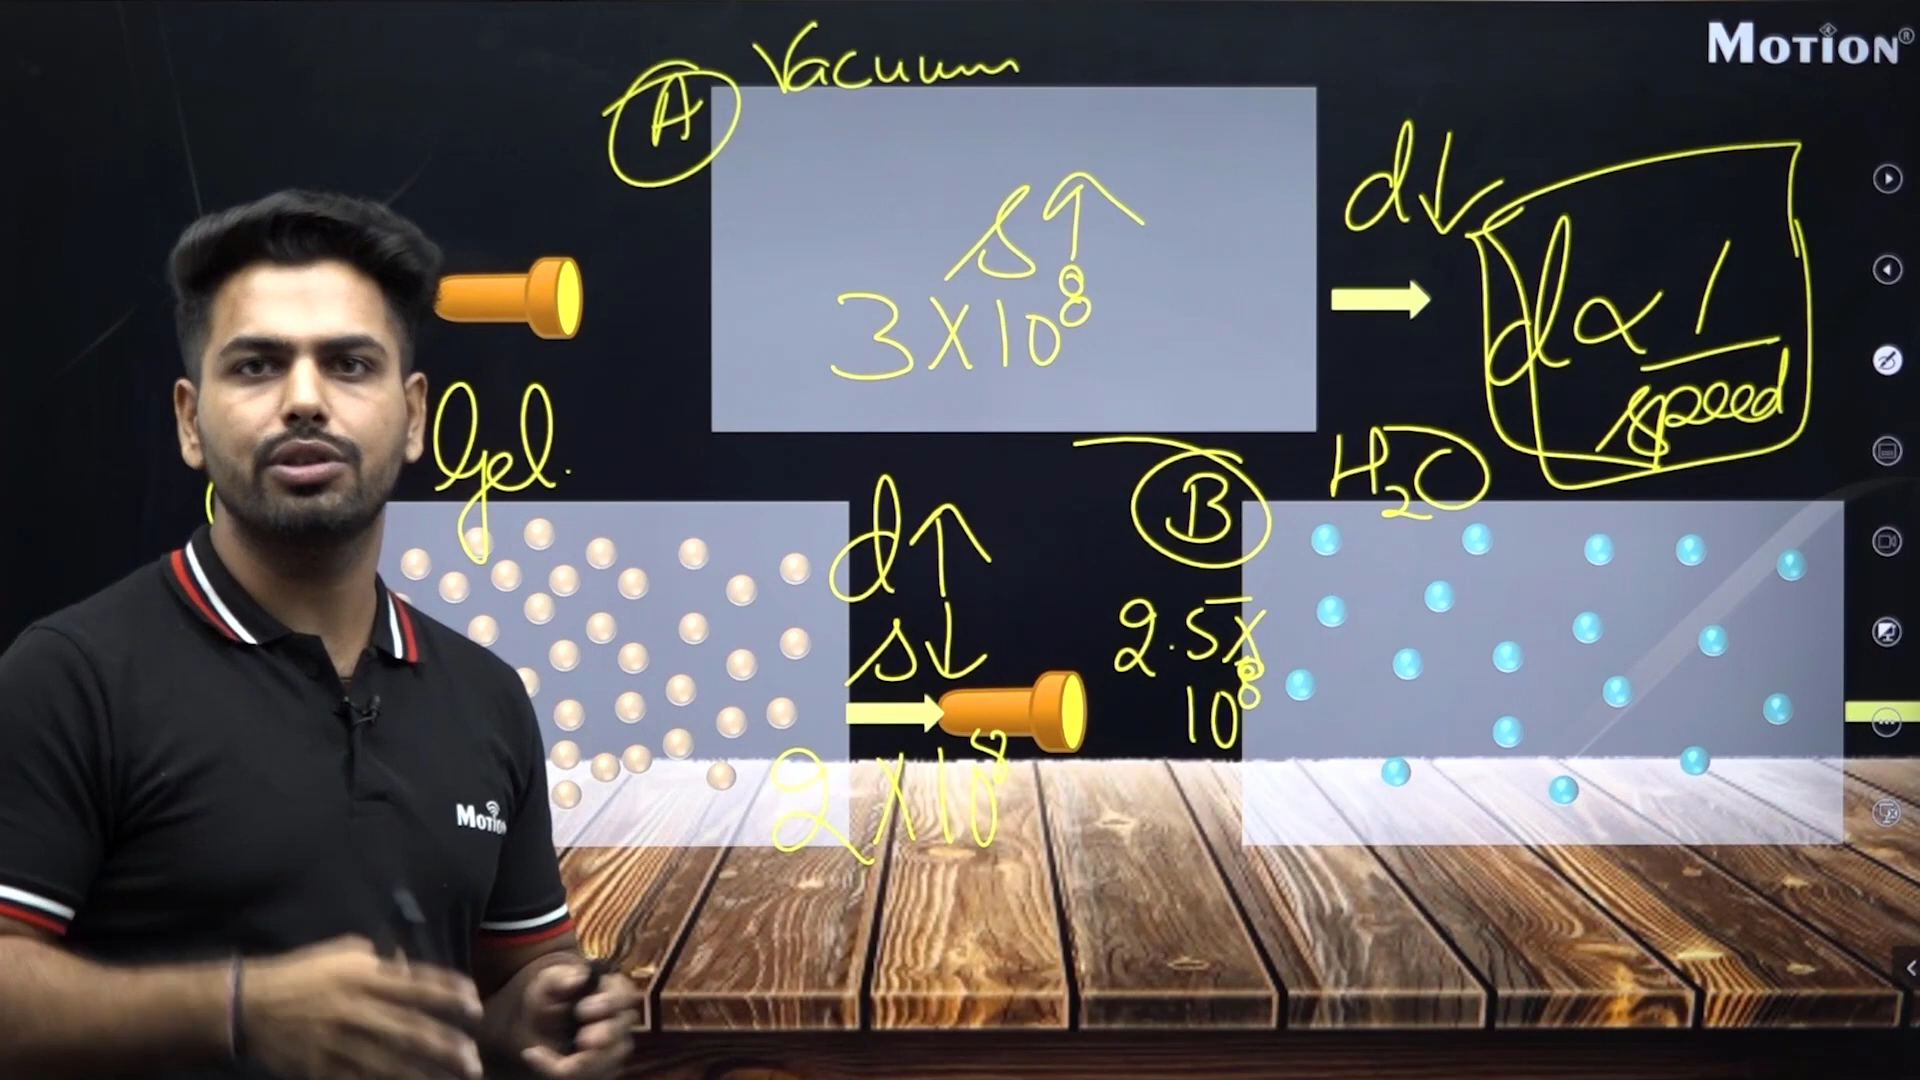 MOTION®
Vacuum
A
s↑
3×10⁸
d↓
d ∝ 1/speed
Gel.
d↑
s↓
2×10⁸
B
H₂O
2.5×
10⁸
MOTION